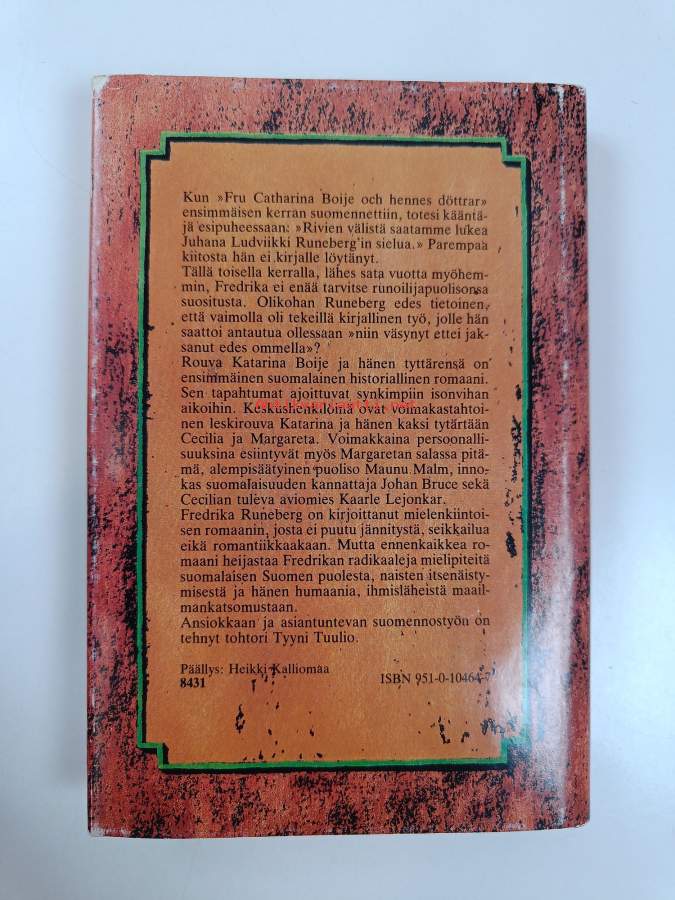 Kun »Fru Catharina Boije och hennes döttrar»
ensimmäisen kerran suomennettiin, totesi kääntä-
jä esipuheessaan: »Rivien välistä saatamme lukea
Juhana Ludviikki Runeberg'in sielua.» Parempaa
kiitosta hän ei kirjalle löytänyt.
Tällä toisella kerralla, lähes sata vuotta myöhem-
min, Fredrika ei enää tarvitse runoilijapuolisonsa
suositusta. Olikohan Runeberg edes tietoinen,
että vaimolla oli tekeillä kirjallinen työ, jolle hän
saattoi antautua ollessaan »niin väsynyt ettei jak-
sanut edes ommella»?
Rouva Katarina Boije ja hänen tyttärensä on
ensimmäinen suomalainen historiallinen romaani.
Sen tapahtumat ajoittuvat synkimpiin isonvihan
aikoihin. Keskushenkilöinä ovat voimakastahtoi-
nen leskirouva Katarina ja hänen kaksi tytärtään
Cecilia ja Margareta. Voimakkaina persoonalli-
suuksina esiintyvät myös Margaretan salassa pitä-
mä, alempisäätyinen puoliso Maunu Malm, inno-
kas suomalaisuuden kannattaja Johan Bruce sekä
Cecilian tuleva aviomies Kaarle Lejonkar.
Fredrika Runeberg on kirjoittanut mielenkiintoi-
sen romaanin, josta ei puutu jännitystä, seikkailua
eikä romantiikkaakaan. Mutta ennenkaikkea ro-
maani heijastaa Fredrikan radikaaleja mielipiteitä
suomalaisen Suomen puolesta, naisten itsenäisty-
misestä ja hänen humaania, ihmisläheistä maail-
mankatsomustaan.
Ansiokkaan ja asiantuntevan suomennostyön on
tehnyt tohtori Tyyni Tuulio.
Päällys: Heikki Kalliomaa
8431 ISBN 951-0-10464-7